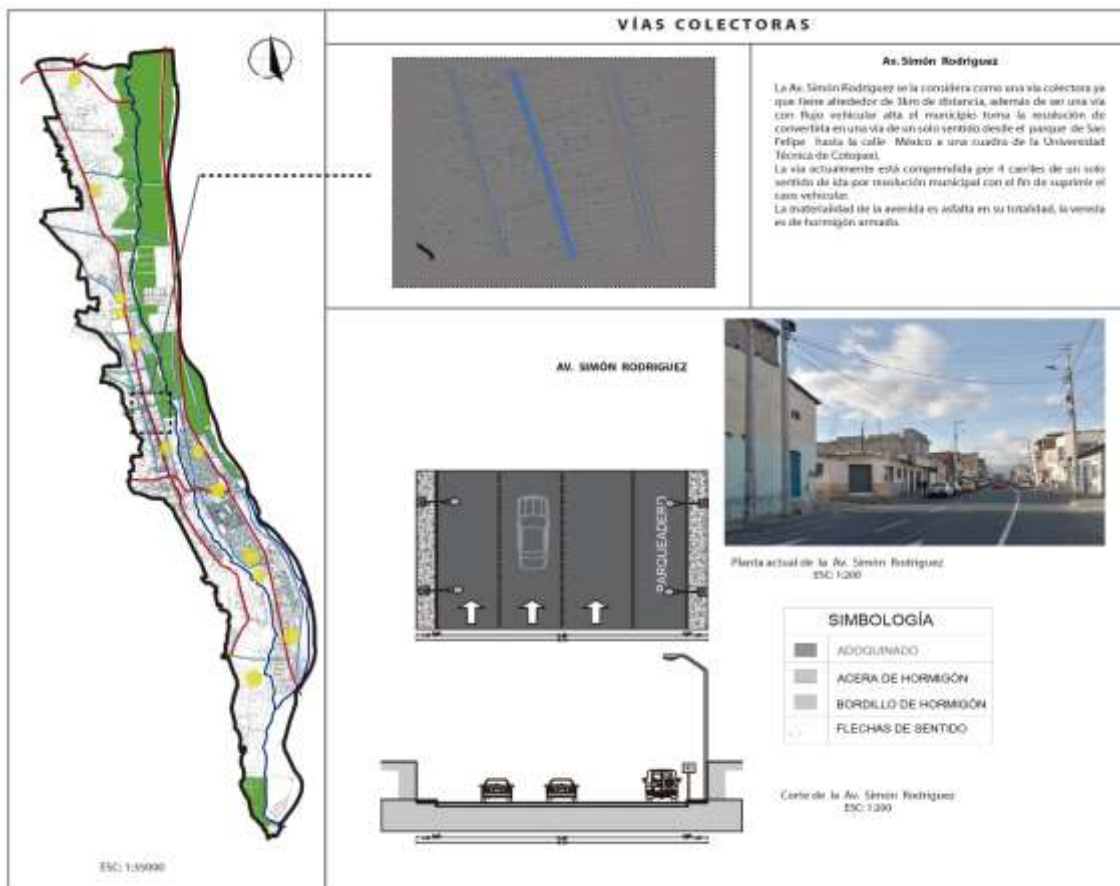 VÍAS COLECTORAS
Av. Simón Rodriguez
La Av. Simón Rodriguez se la considera como una vía colectora ya
que tiene alrededor de 3km de distancia, además de ser una vía
con flujo vehicular alta el municipio toma la resolución de
convertirla en una vía de un solo sentido desde el parque de San
Felipe hasta la calle México a una cuadra de la Universidad
Técnica de Cotopaxi.
La vía actualmente está comprendida por 4 carriles de un solo
sentido de ida por resolución municipal con el fin de suprimir el
caos vehicular.
La materialidad de la avenida es asfalta en su totalidad, la vereda
es de hormigón armado.
AV. SIMÓN RODRIGUEZ
PARQUEADERO
Planta actual de la Av. Simón Rodriguez
ESC: 1:200
SIMBOLOGÍA
ADOQUINADO
ACERA DE HORMIGÓN
BORDILLO DE HORMIGÓN
FLECHAS DE SENTIDO
Corte de la Av. Simón Rodriguez
ESC: 1:200
ESC: 1:35000